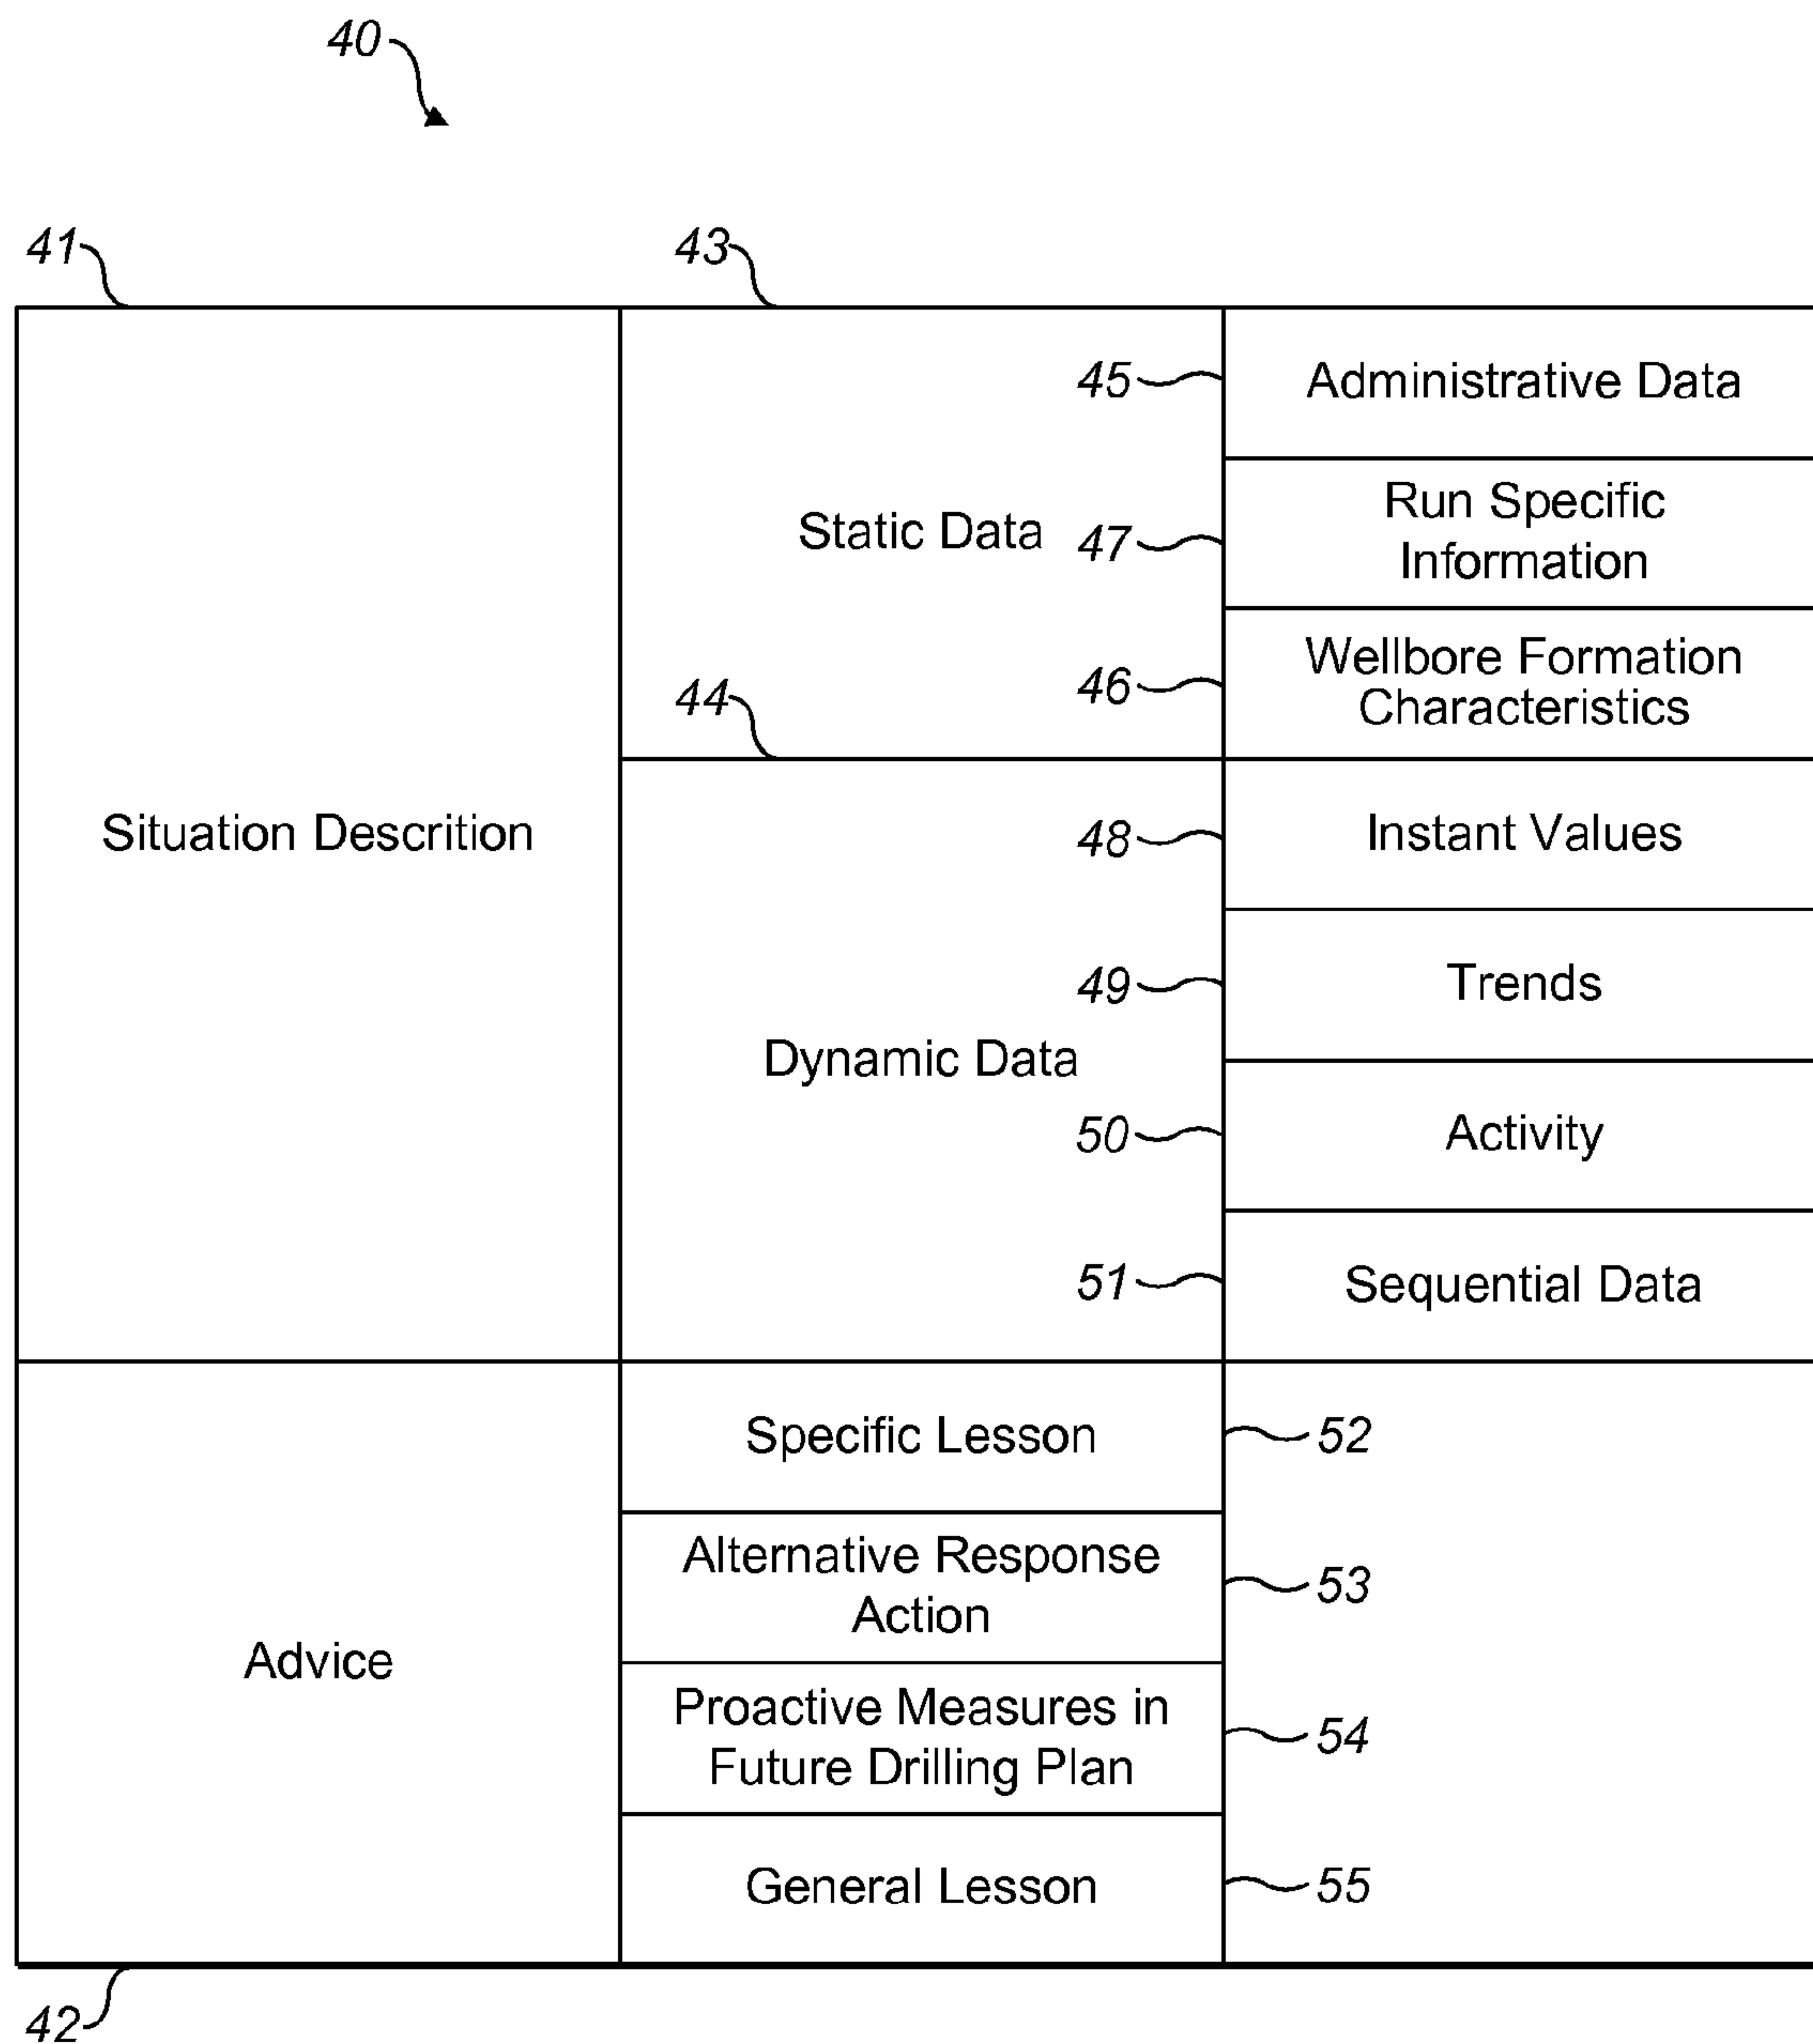 40
41
43
45
Administrative Data
Static Data
47
Run Specific
Information
44
46
Wellbore Formation
Characteristics
Situation Descrition
48
Instant Values
Dynamic Data
49
Trends
50
Activity
51
Sequential Data
Advice
Specific Lesson
52
Alternative Response
Action
53
Proactive Measures in
Future Drilling Plan
54
General Lesson
55
42